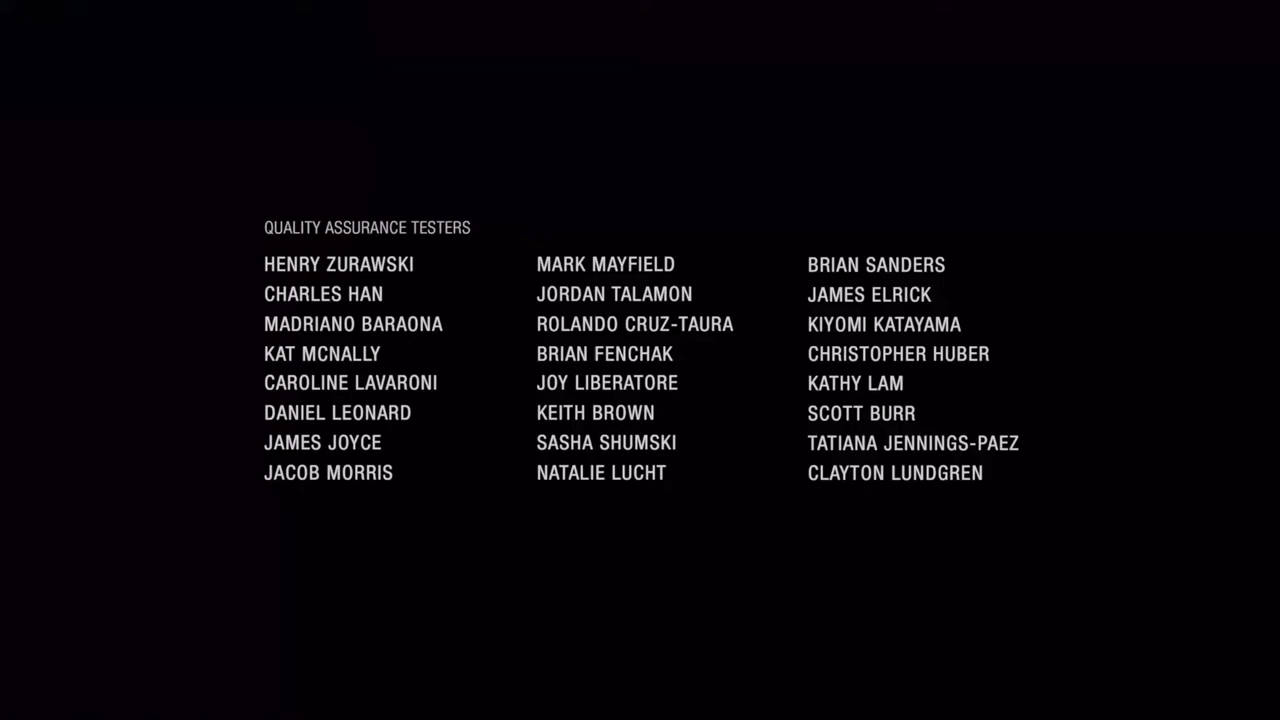 QUALITY ASSURANCE TESTERS
HENRY ZURAWSKI
CHARLES HAN
MADRIANO BARAONA
KAT MCNALLY
CAROLINE LAVARONI
DANIEL LEONARD
JAMES JOYCE
JACOB MORRIS
MARK MAYFIELD
JORDAN TALAMON
ROLANDO CRUZ-TAURA
BRIAN FENCHAK
JOY LIBERATORE
KEITH BROWN
SASHA SHUMSKI
NATALIE LUCHT
BRIAN SANDERS
JAMES ELRICK
KIYOMI KATAYAMA
CHRISTOPHER HUBER
KATHY LAM
SCOTT BURR
TATIANA JENNINGS-PAEZ
CLAYTON LUNDGREN